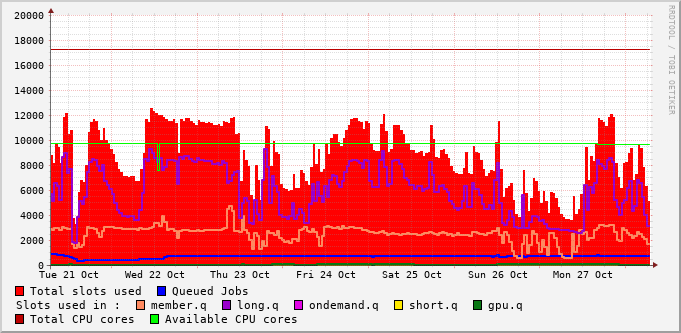 20000
18000
16000
14000
12000
10000
8000
6000
4000
2000
0
Tue 21 Oct Wed 22 Oct Thu 23 Oct Fri 24 Oct Sat 25 Oct Sun 26 Oct Mon 27 Oct
Total slots used Queued Jobs
Slots used in : member.q long.q ondemand.q short.q gpu.q
Total CPU cores Available CPU cores
RRDTOOL / TOBI OETIKER